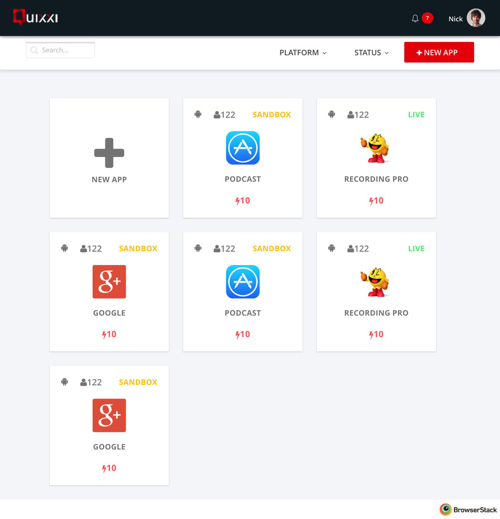 Quixxi
7 Nick
Search... PLATFORM STATUS NEW APP
122 SANDBOX 122 LIVE
NEW APP PODCAST RECORDING PRO
10 10
122 SANDBOX 122 SANDBOX 122 LIVE
g+
GOOGLE PODCAST RECORDING PRO
10 10 10
122 SANDBOX
g+
GOOGLE
10
BrowserStack